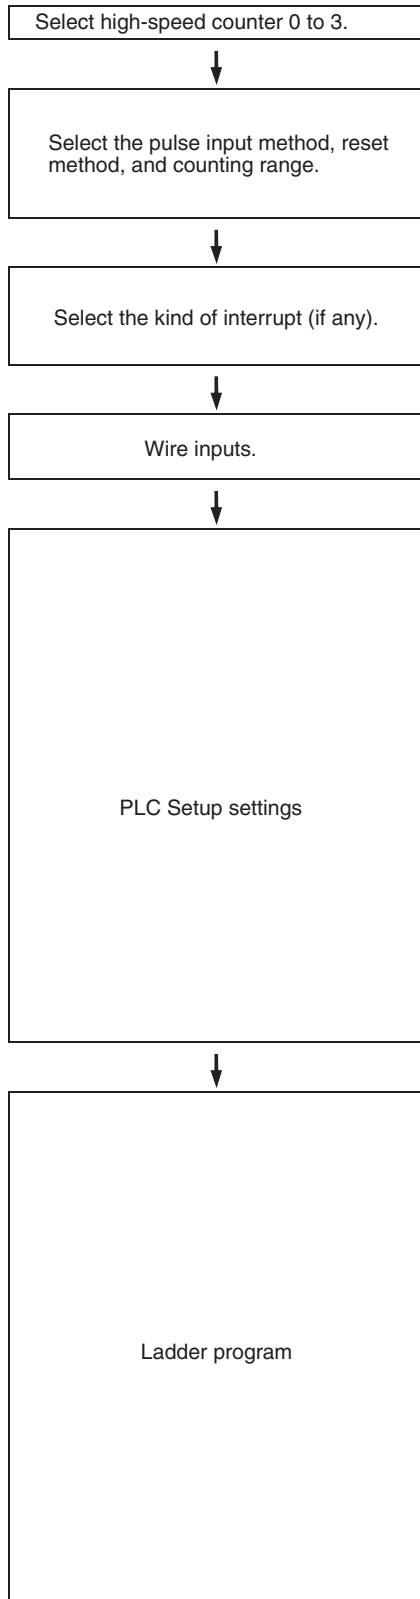 Select high-speed counter 0 to 3.
Select the pulse input method, reset
method, and counting range.
Select the kind of interrupt (if any).
Wire inputs.
PLC Setup settings
Ladder program